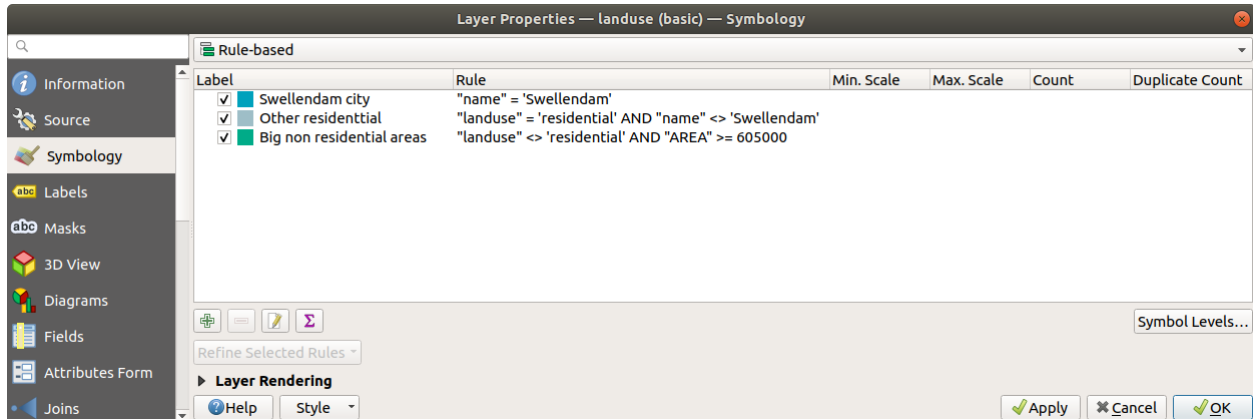 Layer Properties — landuse (basic) — Symbology
Rule-based
Information
Source
Symbology
Labels
Masks
3D View
Diagrams
Fields
Attributes Form
Joins
Label Rule Min. Scale Max. Scale Count Duplicate Count
Swellendam city "name" = 'Swellendam'
Other residenttial "landuse" = 'residential' AND "name" <> 'Swellendam'
Big non residential areas "landuse" <> 'residential' AND "AREA" >= 605000
Symbol Levels...
Refine Selected Rules
Layer Rendering
Help Style Apply Cancel OK
abc
abc
i
Σ
?